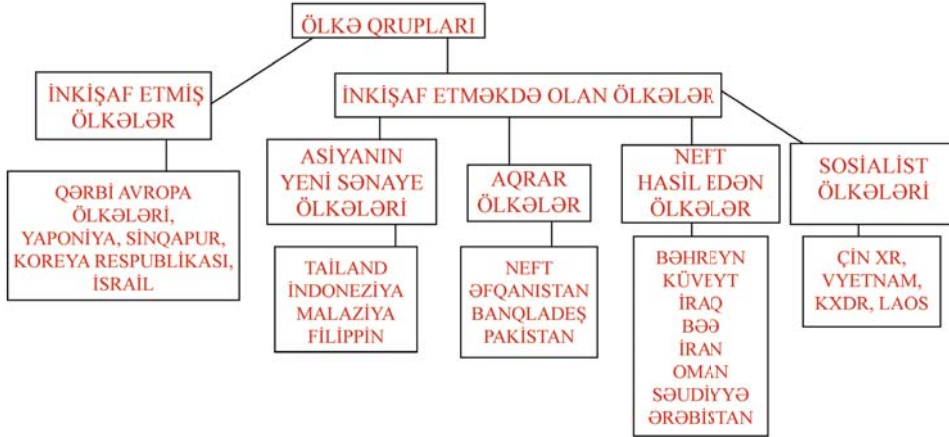 ÖLKƏ QRUPLARI
İNKİŞAF ETMİŞ
ÖLKƏLƏR
İNKİŞAF ETMƏKDƏ OLAN ÖLKƏLƏR
QƏRBİ AVROPA
ÖLKƏLƏRİ,
YAPONİYA, SİNQAPUR,
KOREYA RESPUBLİKASI,
İSRAİL
ASİYANIN
YENİ SƏNAYE
ÖLKƏLƏRİ
TAİLAND
İNDONEZİYA
MALAZİYA
FİLİPPİN
AQRAR
ÖLKƏLƏR
NEFT
ƏFQANISTAN
BANQLADEŞ
PAKİSTAN
NEFT
HASİL EDƏN
ÖLKƏLƏR
BƏHREYN
KÜVEYT
İRAQ
BƏƏ
İRAN
OMAN
SƏUDİYYƏ
ƏRƏBİSTAN
SOSİALİST
ÖLKƏLƏRİ
ÇİN XR,
VYETNAM,
KXDR, LAOS